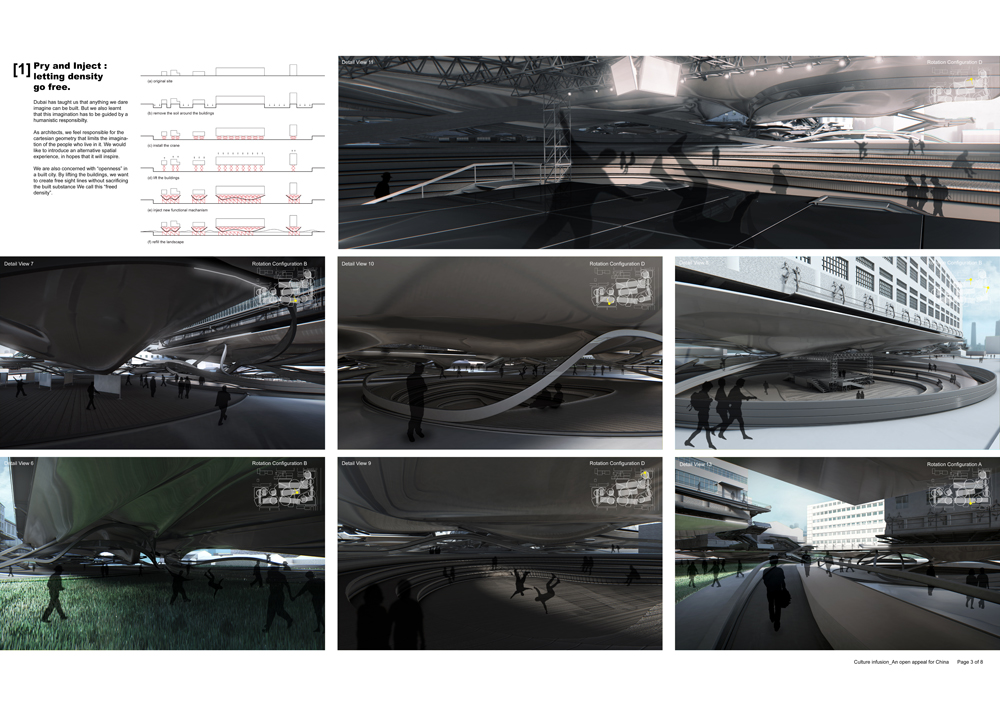 [1] Pry and Inject :
letting density
go free.
Dubai has taught us that anything we dare
imagine can be built. But we also learnt
that this imagination has to be guided by a
humanistic responsibility.
As architects, we feel responsible for the
cartesian geometry that limits the imagina-
tion of the people who live in it. We would
like to introduce an alternative spatial
experience, in hopes that it will inspire.
We are also concerned with "openness" in
a built city. By lifting the buildings, we want
to create free sight lines without sacrificing
the built substance We call this "freed
density".
(a) original site
(b) remove the soil around the buildings
(c) install the crane
(d) lift the buildings
(e) inject new functional mechanism
(f) refill the landscape
Detail View 11
Rotation Configuration D
Detail View 7
Rotation Configuration B
Detail View 10
Rotation Configuration D
Detail View 6
Rotation Configuration B
Detail View 9
Rotation Configuration D
Rotation Configuration A
Culture infusion_An open appeal for China Page 3 of 8